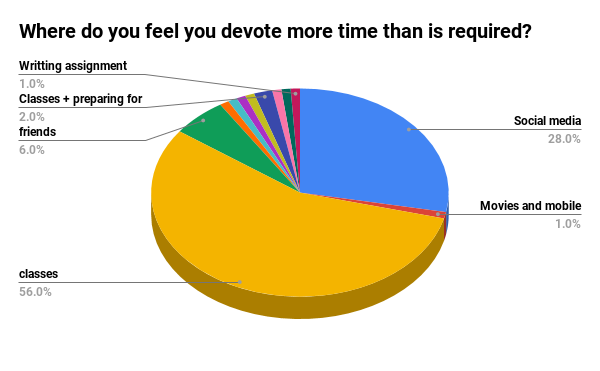 Where do you feel you devote more time than is required?
Writting assignment
1.0%
Classes + preparing for
2.0%
friends
6.0%
classes
56.0%
Social media
28.0%
Movies and mobile
1.0%